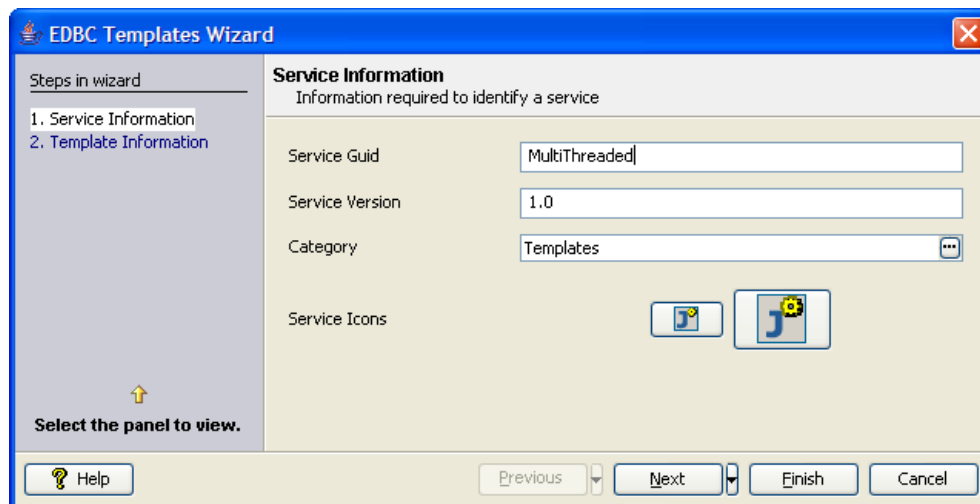 EDBC Templates Wizard
Steps in wizard
1. Service Information
2. Template Information
Select the panel to view.
Service Information
Information required to identify a service
Service Guid MultiThreaded
Service Version 1.0
Category Templates ...
Service Icons J J
? Help Previous Next Finish Cancel